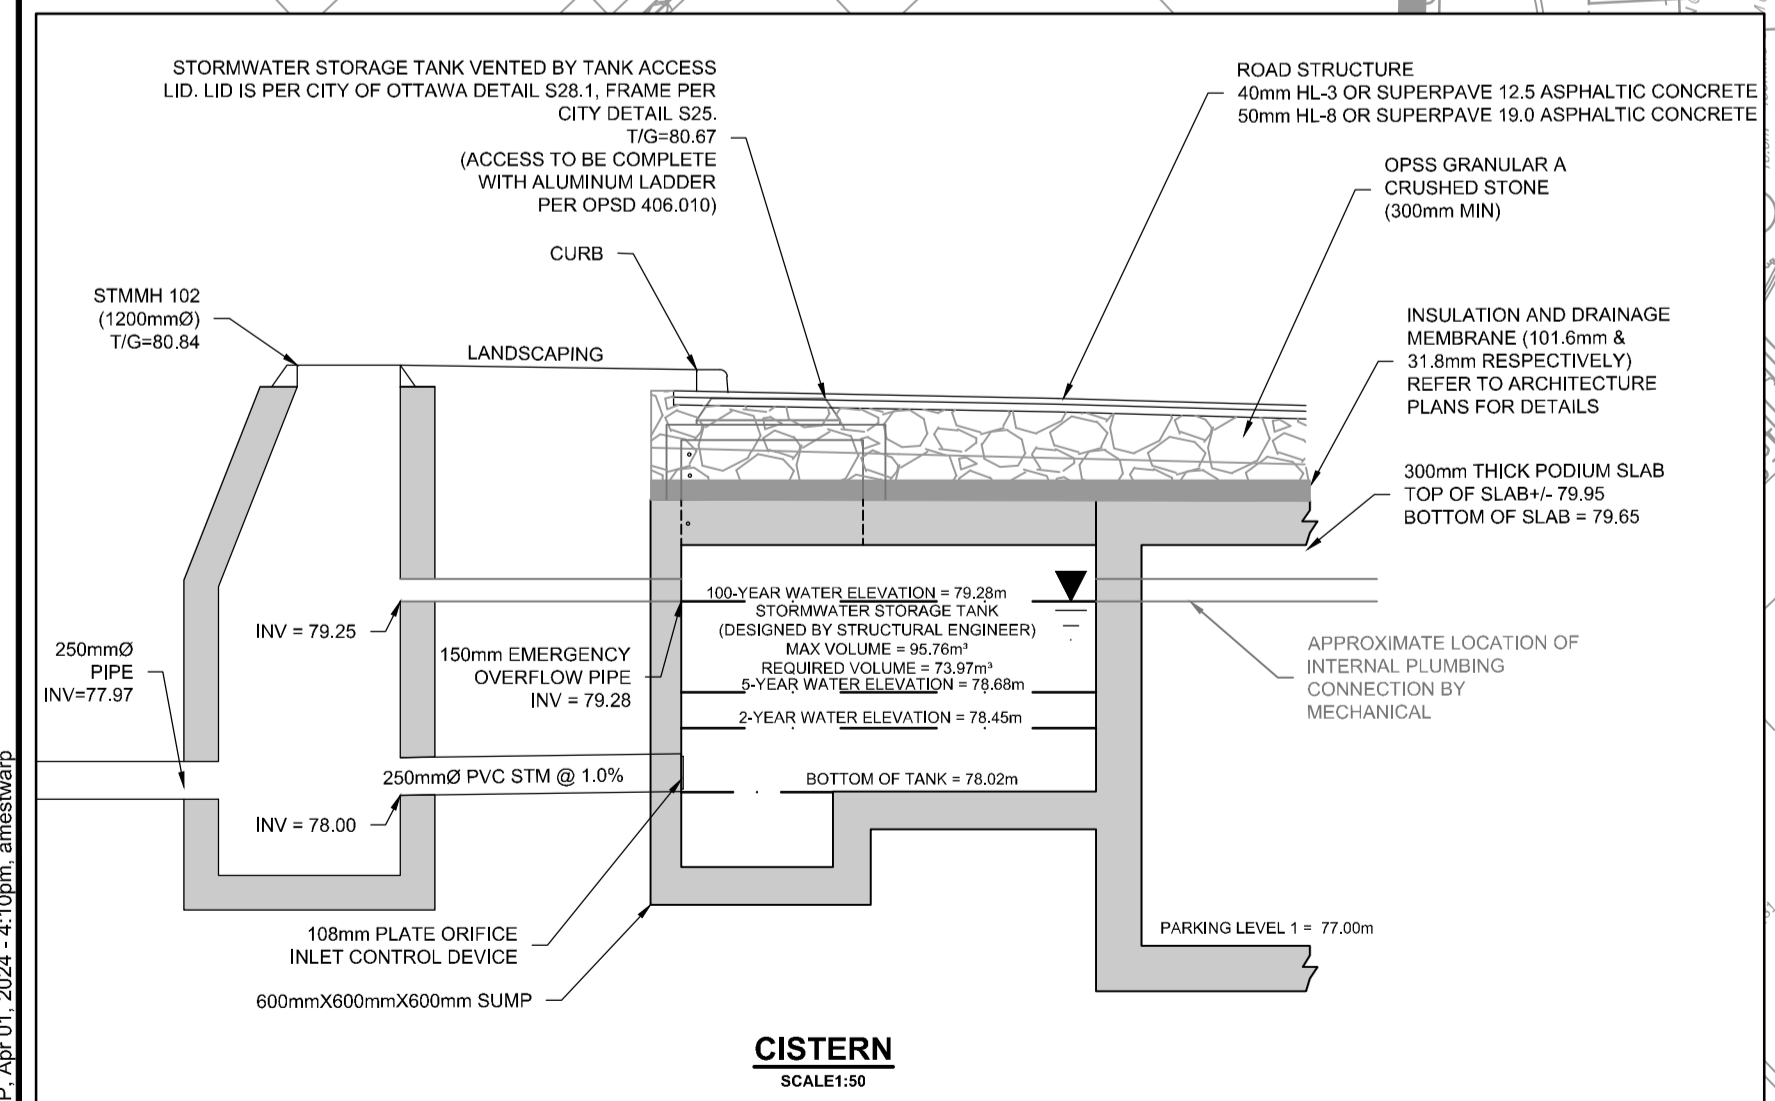 STORMWATER STORAGE TANK VENTED BY TANK ACCESS
LID. LID IS PER CITY OF OTTAWA DETAIL S28.1, FRAME PER
CITY DETAIL S25.
T/G=80.67
(ACCESS TO BE COMPLETE
WITH ALUMINUM LADDER
PER OPSD 406.010)
ROAD STRUCTURE
40mm HL-3 OR SUPERPAVE 12.5 ASPHALTIC CONCRETE
50mm HL-8 OR SUPERPAVE 19.0 ASPHALTIC CONCRETE
OPSS GRANULAR A
CRUSHED STONE
(300mm MIN)
CURB
STMMH 102
(1200mmØ)
T/G=80.84
LANDSCAPING
INSULATION AND DRAINAGE
MEMBRANE (101.6mm &
31.8mm RESPECTIVELY)
REFER TO ARCHITECTURE
PLANS FOR DETAILS
300mm THICK PODIUM SLAB
TOP OF SLAB+/- 79.95
BOTTOM OF SLAB = 79.65
100-YEAR WATER ELEVATION = 79.28m
STORMWATER STORAGE TANK
(DESIGNED BY STRUCTURAL ENGINEER)
MAX VOLUME = 95.76m³
REQUIRED VOLUME = 73.97m³
5-YEAR WATER ELEVATION = 78.68m
2-YEAR WATER ELEVATION = 78.45m
BOTTOM OF TANK = 78.02m
INV = 79.25
150mm EMERGENCY
OVERFLOW PIPE
INV = 79.28
250mmØ
PIPE
INV=77.97
APPROXIMATE LOCATION OF
INTERNAL PLUMBING
CONNECTION BY
MECHANICAL
250mmØ PVC STM @ 1.0%
INV = 78.00
108mm PLATE ORIFICE
INLET CONTROL DEVICE
600mmX600mmX600mm SUMP
PARKING LEVEL 1 = 77.00m
CISTERN
SCALE1:50
P, Apr 01, 2024 - 4:10pm, amestwarp